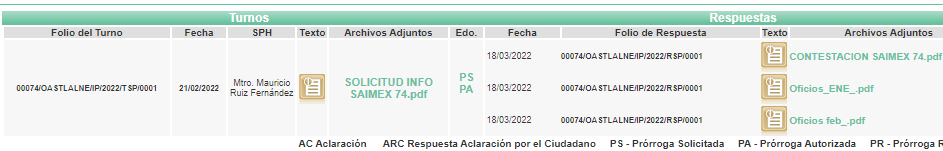 Turnos Respuestas
Folio del Turno Fecha SPH Texto Archivos Adjuntos Edo. Fecha Folio de Respuesta Texto Archivos Adjuntos
00074/OASTLALNE/IP/2022/TSP/0001 21/02/2022 Mtro. Mauricio
Ruiz Fernández SOLICITUD INFO
SAIMEX 74.pdf PS
PA
18/03/2022 00074/OASTLALNE/IP/2022/RSP/0001 CONTESTACION SAIMEX 74.pdf
18/03/2022 00074/OASTLALNE/IP/2022/RSP/0001 Oficios_ENE_.pdf
18/03/2022 00074/OASTLALNE/IP/2022/RSP/0001 Oficios feb_.pdf
AC Aclaración ARC Respuesta Aclaración por el Ciudadano PS - Prórroga Solicitada PA - Prórroga Autorizada PR - Prórroga R